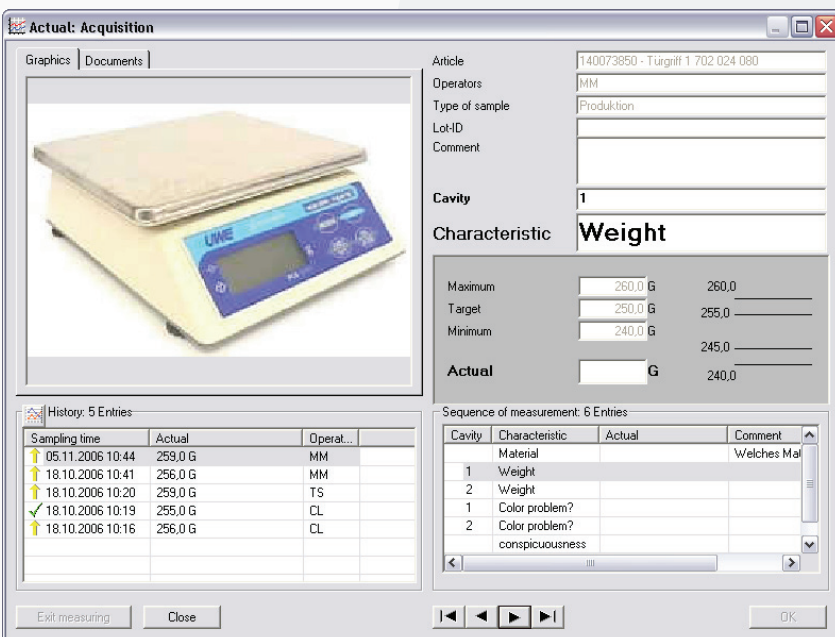 Actual: Acquisition
Graphics Documents
UWE
Article 140073850 - Türgriff 1 702 024 080
Operators MM
Type of sample Produktion
Lot-ID
Comment
Cavity 1
Characteristic Weight
Maximum 260,0 G 260,0
Target 250,0 G 255,0
Minimum 240,0 G
245,0
Actual G 240,0
History: 5 Entries
Sampling time Actual Operat...
05.11.2006 10:44 259,0 G MM
18.10.2006 10:41 256,0 G MM
18.10.2006 10:20 259,0 G TS
18.10.2006 10:19 255,0 G CL
18.10.2006 10:16 256,0 G CL
Sequence of measurement: 6 Entries
Cavity Characteristic Actual Comment
Material Welches Mat
1 Weight
2 Weight
1 Color problem?
2 Color problem?
conspicuousness
Exit measuring Close OK